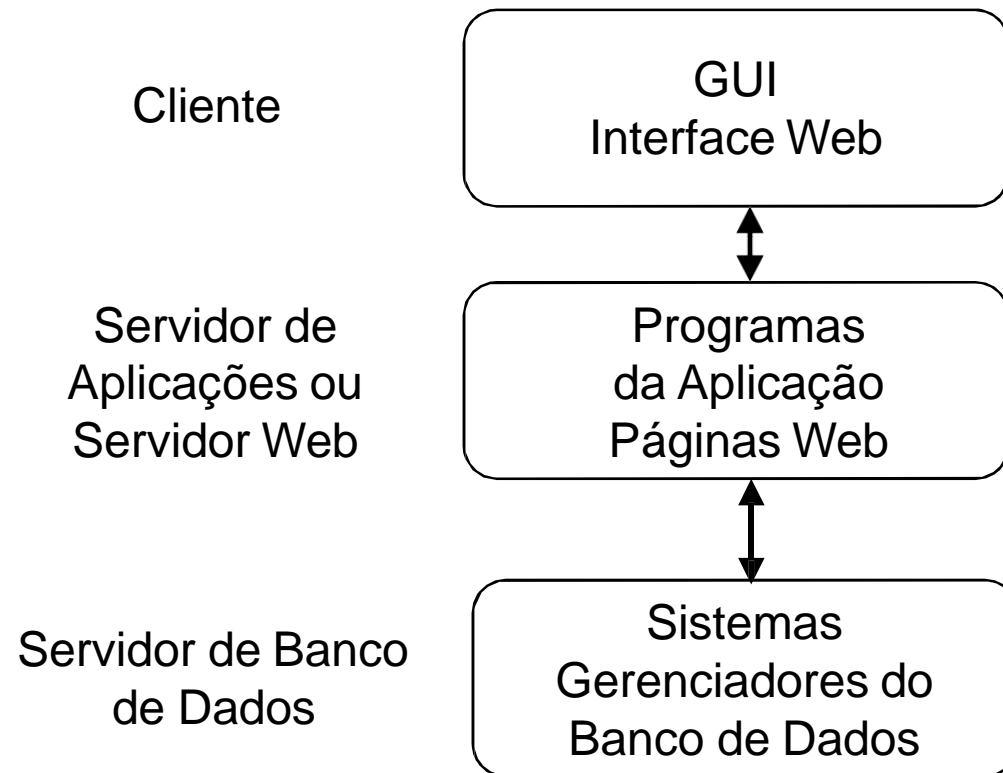 Cliente
GUI
Interface Web
Servidor de
Aplicações ou
Servidor Web
Programas
da Aplicação
Páginas Web
Servidor de Banco
de Dados
Sistemas
Gerenciadores do
Banco de Dados